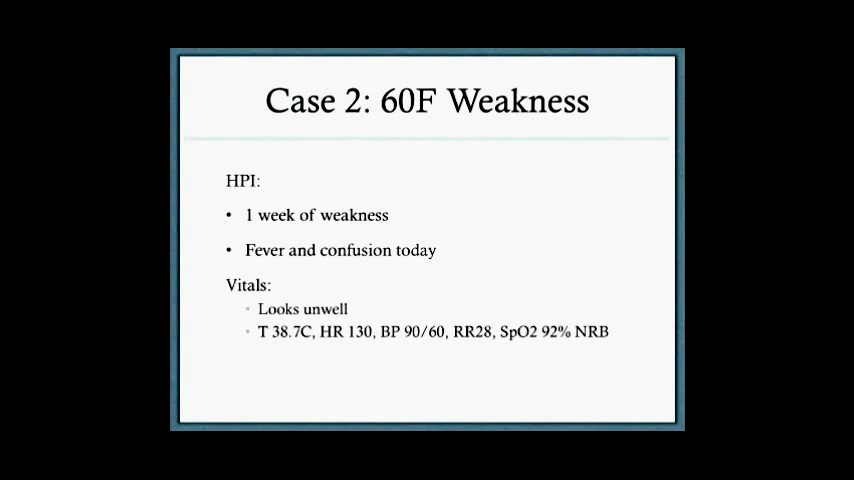 Case 2: 60F Weakness
HPI:
• 1 week of weakness
• Fever and confusion today
Vitals:
• Looks unwell
• T 38.7C, HR 130, BP 90/60, RR28, SpO2 92% NRB